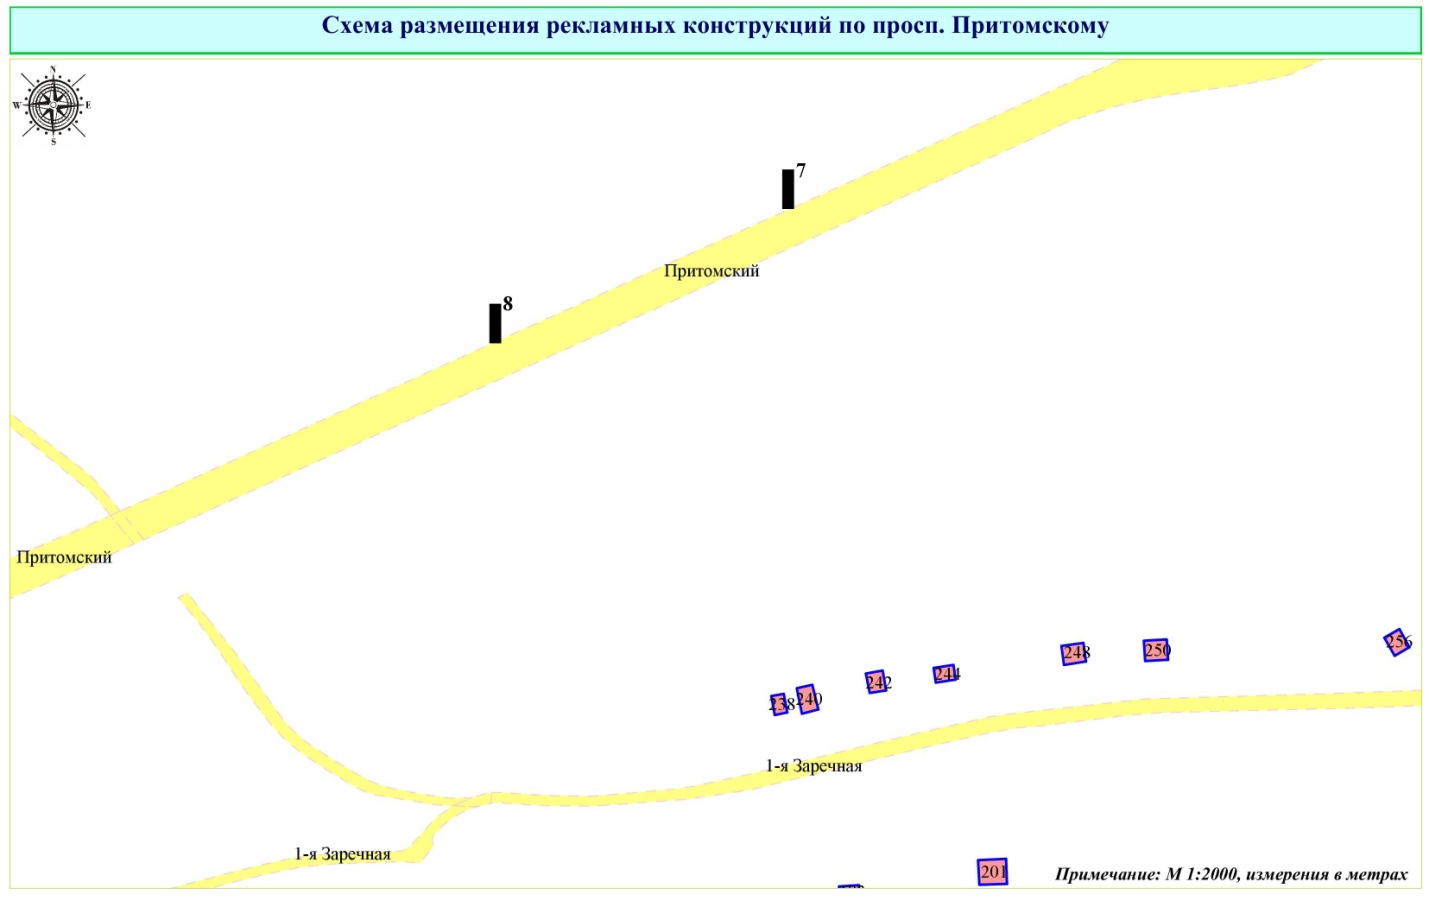 Схема размещения рекламных конструкций по просп. Притомскому
N
W E
S
7
Притомский
8
Притомский
256
248 250
244
242
238 240
1-я Заречная
1-я Заречная
201
Примечание: М 1:2000, измерения в метрах